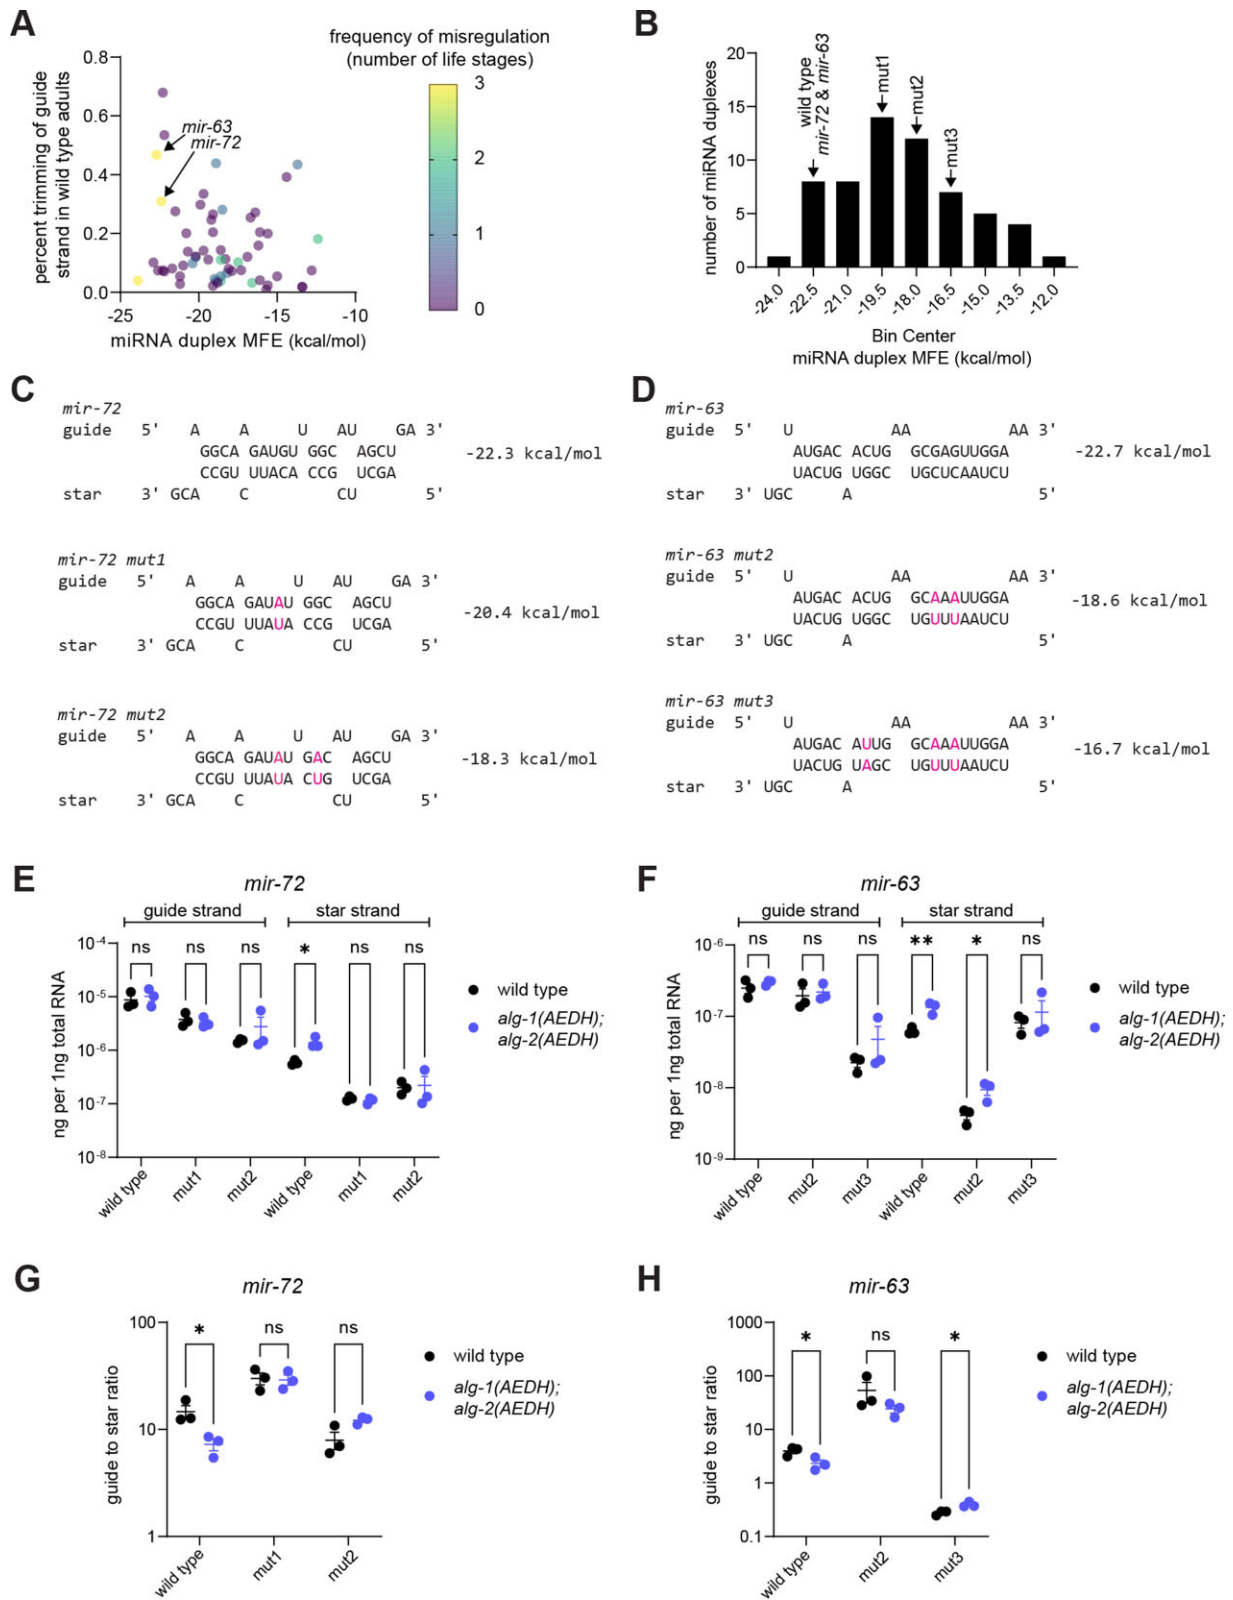 A
frequency of misregulation
(number of life stages)
percent trimming of guide
strand in wild type adults
0.8
0.6
0.4
0.2
0.0
mir-63
mir-72
-25
-20
-15
-10
miRNA duplex MFE (kcal/mol)
3
2
1
0
B
number of miRNA duplexes
20
15
10
5
0
wild type
mir-72 & mir-63
mut1
mut2
mut3
-24.0
-22.5
-21.0
-19.5
-18.0
-16.5
-15.0
-13.5
-12.0
Bin Center
miRNA duplex MFE (kcal/mol)
C
mir-72
guide 5' A A U AU GA 3'
GGCA GAUGU GGC AGCU
CCGU UUACA CCG UCGA
star 3' GCA C CU 5'
-22.3 kcal/mol
mir-72 mut1
guide 5' A A U AU GA 3'
GGCA GAUAU GGC AGCU
CCGU UUAUA CCG UCGA
star 3' GCA C CU 5'
-20.4 kcal/mol
mir-72 mut2
guide 5' A A U AU GA 3'
GGCA GAUAU GAC AGCU
CCGU UUAUA CUG UCGA
star 3' GCA C CU 5'
-18.3 kcal/mol
D
mir-63
guide 5' U AA AA 3'
AUGAC ACUG GCGAGUUGGA
UACUG UGGC UGCUCAAUCU
star 3' UGC A 5'
-22.7 kcal/mol
mir-63 mut2
guide 5' U AA AA 3'
AUGAC ACUG GCAAAUUGGA
UACUG UGGC UGUUUAAUCU
star 3' UGC A 5'
-18.6 kcal/mol
mir-63 mut3
guide 5' U AA AA 3'
AUGAC AUUG GCAAAUUGGA
UACUG UAGC UGUUUAAUCU
star 3' UGC A 5'
-16.7 kcal/mol
E
mir-72
guide strand star strand
ns ns ns * ns ns
ng per 1ng total RNA
10-4
10-5
10-6
10-7
10-8
wild type
mut1
mut2
wild type
mut1
mut2
wild type
alg-1(AEDH);
alg-2(AEDH)
F
mir-63
guide strand star strand
ns ns ns ** * ns
ng per 1ng total RNA
10-6
10-7
10-8
10-9
wild type
mut2
mut3
wild type
mut2
mut3
wild type
alg-1(AEDH);
alg-2(AEDH)
G
mir-72
* ns ns
guide to star ratio
100
10
1
wild type
mut1
mut2
wild type
alg-1(AEDH);
alg-2(AEDH)
H
mir-63
* ns *
guide to star ratio
1000
100
10
1
0.1
wild type
mut2
mut3
wild type
alg-1(AEDH);
alg-2(AEDH)